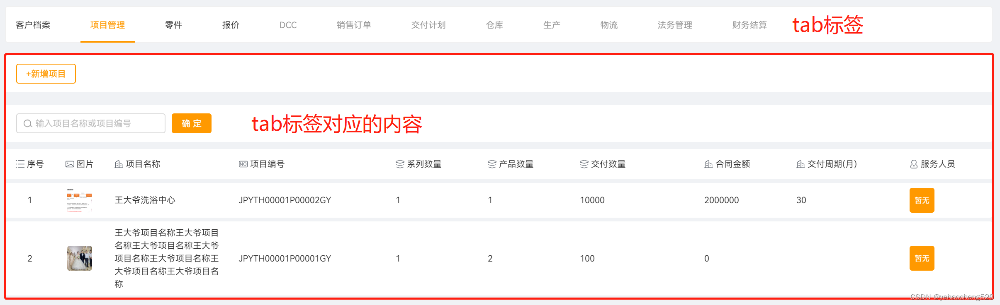 客户档案 项目管理 零件 报价 DCC 销售订单 交付计划 仓库 生产 物流 法务管理 财务结算 tab标签
+新增项目
输入项目名称或项目编号 确 定 tab标签对应的内容
序号 图片 项目名称 NO 项目编号 系列数量 产品数量 交付数量 合同金额 交付周期(月) 服务人员
1 王大爷洗浴中心 JPYTH00001P00002GY 1 1 10000 2000000 30 暂无
王大爷项目名称王大爷项目
名称王大爷项目名称王大爷
2 项目名称王大爷项目名称王 JPYTH00001P00001GY 1 2 100 0 暂无
大爷项目名称王大爷项目名
称
CSDN @yehaocheng520